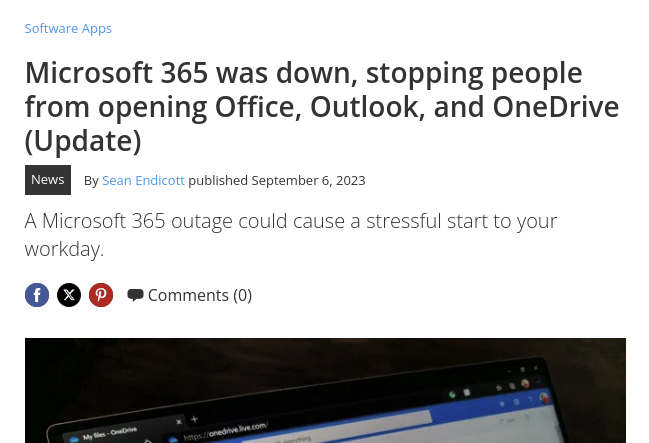 Software Apps
Microsoft 365 was down, stopping people
from opening Office, Outlook, and OneDrive
(Update)
News By Sean Endicott published September 6, 2023
A Microsoft 365 outage could cause a stressful start to your
workday.
Comments (0)
My files - OneDrive
https://onedrive.live.com/
everything